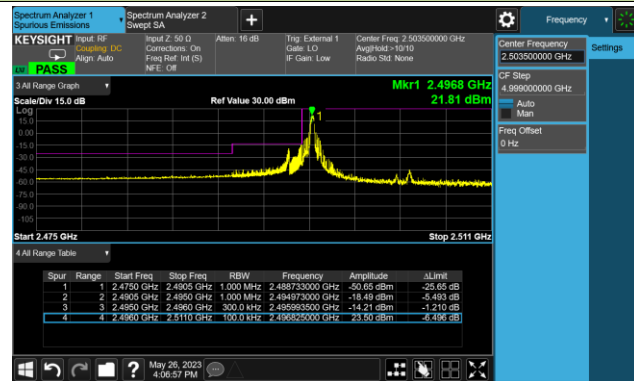 Spectrum Analyzer 1
Spurious Emissions
Spectrum Analyzer 2
Swept SA
Frequency
KEYSIGHT
Input: RF
Coupling: DC
Align: Auto
Input Z: 50 Ω
Corrections: On
Freq Ref: Int (S)
NFE: Off
Atten: 16 dB
Trig: External 1
Gate: LO
IF Gain: Low
Center Freq: 2.503500000 GHz
Avg|Hold:>10/10
Radio Std: None
PASS
Center Frequency
2.503500000 GHz
Settings
CF Step
4.999000000 GHz
Auto
Man
Freq Offset
0 Hz
3 All Range Graph
Mkr1 2.4968 GHz
Scale/Div 15.0 dB
Ref Value 30.00 dBm
21.81 dBm
Log
15.0
0.00
-15.0
-30.0
-45.0
-60.0
-75.0
-90.0
-105
1
Start 2.475 GHz
Stop 2.511 GHz
4 All Range Table
Spur Range Start Freq Stop Freq RBW Frequency Amplitude ΔLimit
1 1 2.4750 GHz 2.4905 GHz 1.000 MHz 2.488733000 GHz -50.65 dBm -25.65 dB
2 2 2.4905 GHz 2.4950 GHz 1.000 MHz 2.494973000 GHz -18.49 dBm -5.493 dB
3 3 2.4950 GHz 2.4960 GHz 300.0 kHz 2.495993500 GHz -14.21 dBm -1.210 dB
4 4 2.4960 GHz 2.5110 GHz 100.0 kHz 2.496825000 GHz 23.50 dBm -6.496 dB
May 26, 2023
4:06:57 PM